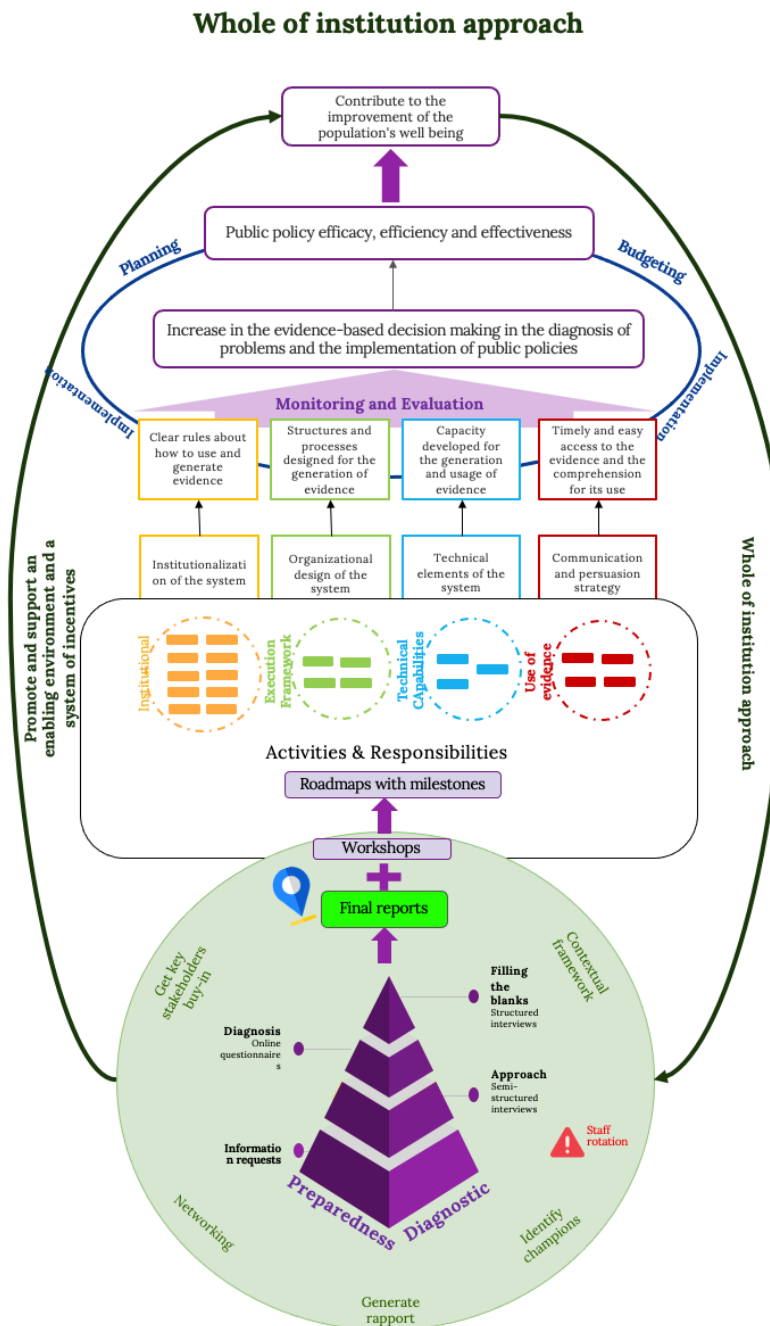 Whole of institution approach
Contribute to the
improvement of the
population's well being
Public policy efficacy, efficiency and effectiveness
Planning
Budgeting
Increase in the evidence-based decision making in the diagnosis of
problems and the implementation of public policies
Implementation
Implementation
Monitoring and Evaluation
Clear rules about
how to use and
generate
evidence
Structures and
processes
designed for the
generation of
evidence
Capacity
developed for
the generation
and usage of
evidence
Timely and easy
access to the
evidence and the
comprehension
for its use
Institutionalizati
on of the system
Organizational
design of the
system
Technical
elements of the
system
Communication
and persuasion
strategy
Promote and support an
enabling environment and a
system of incentives
Whole of institution approach
Institutional
Execution
Framework
Technical
CApabilities
Use of
evidence
Activities & Responsibilities
Roadmaps with milestones
Workshops
Final reports
Get key
stakeholders
buy-in
Contextual
framework
Filling
the
blanks
Structured
interviews
Diagnosis
Online
questionnaire
s
Approach
Semi-
structured
interviews
Staff
rotation
Informatio
n requests
Preparedness
Diagnostic
Networking
Identify
champions
Generate
rapport